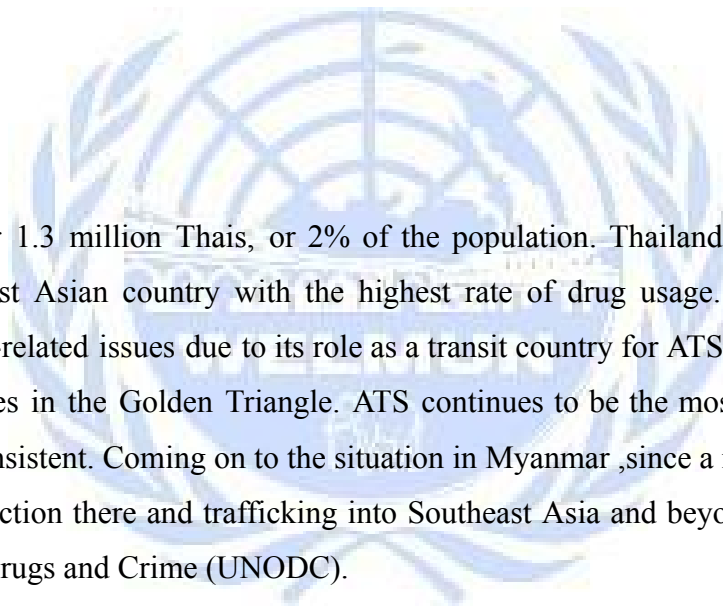 1.3 million Thais, or 2% of the population. Thailand
st Asian country with the highest rate of drug usage.
-related issues due to its role as a transit country for ATS
es in the Golden Triangle. ATS continues to be the mos
nsistent. Coming on to the situation in Myanmar ,since a
ction there and trafficking into Southeast Asia and beyo
rugs and Crime (UNODC).